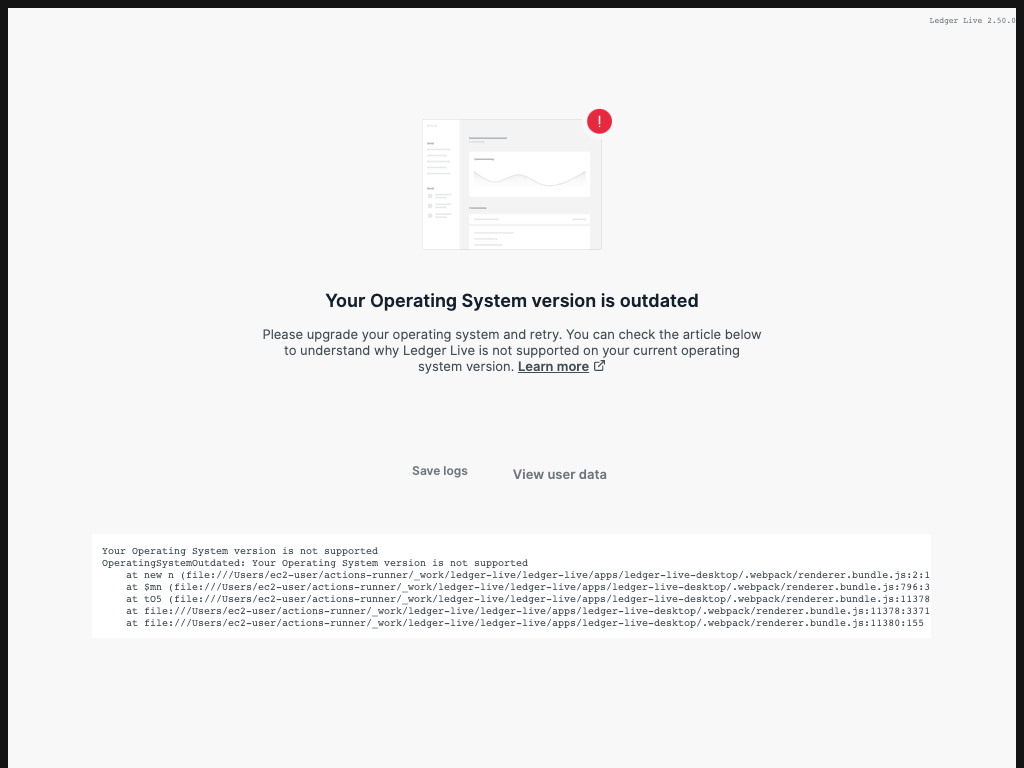 Ledger Live 2.50.0
!
Your Operating System version is outdated
Please upgrade your operating system and retry. You can check the article below
to understand why Ledger Live is not supported on your current operating
system version. Learn more
Save logs
View user data
Your Operating System version is not supported
OperatingSystemOutdated: Your Operating System version is not supported
at new n (file:///Users/ec2-user/actions-runner/_work/ledger-live/ledger-live/apps/ledger-live-desktop/.webpack/renderer.bundle.js:2:1
at $mn (file:///Users/ec2-user/actions-runner/_work/ledger-live/ledger-live/apps/ledger-live-desktop/.webpack/renderer.bundle.js:796:3
at tO5 (file:///Users/ec2-user/actions-runner/_work/ledger-live/ledger-live/apps/ledger-live-desktop/.webpack/renderer.bundle.js:11378
at file:///Users/ec2-user/actions-runner/_work/ledger-live/ledger-live/apps/ledger-live-desktop/.webpack/renderer.bundle.js:11378:3371
at file:///Users/ec2-user/actions-runner/_work/ledger-live/ledger-live/apps/ledger-live-desktop/.webpack/renderer.bundle.js:11380:155